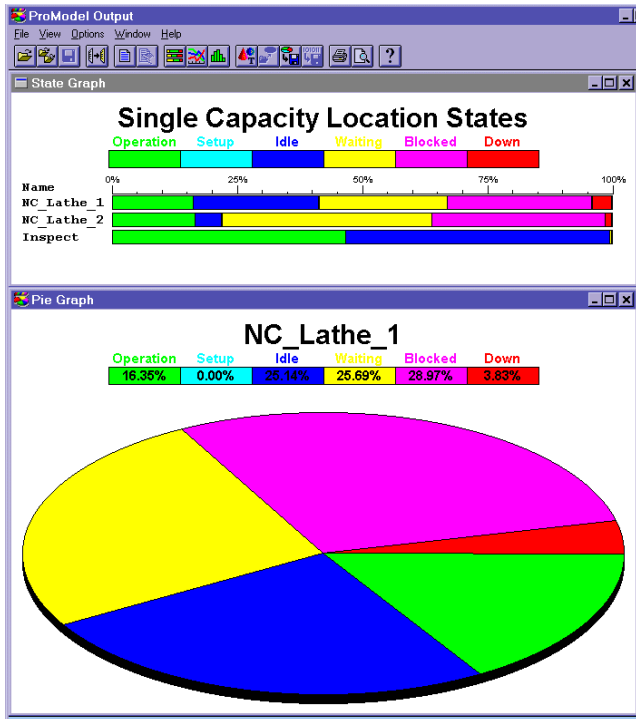 ProModel Output
File View Options Window Help
State Graph
Single Capacity Location States
Operation Setup Idle Waiting Blocked Down
Name 0% 25% 50% 75% 100%
NC_Lathe_1
NC_Lathe_2
Inspect
Pie Graph
NC_Lathe_1
Operation Setup Idle Waiting Blocked Down
16.35% 0.00% 25.14% 25.69% 28.97% 3.83%